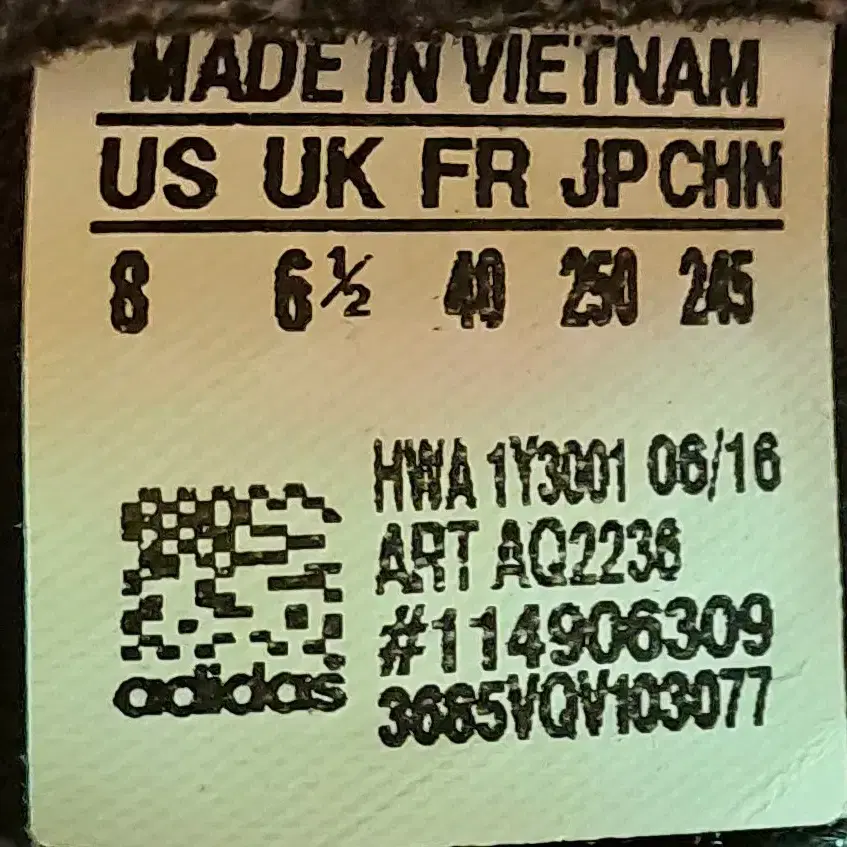 MADE IN VIETNAM
US UK FR JP CHN
8 6½ 40 250 245
HWA 1Y3001 06/16
ART AQ2236
#114906309
3665VQV103077
adidas